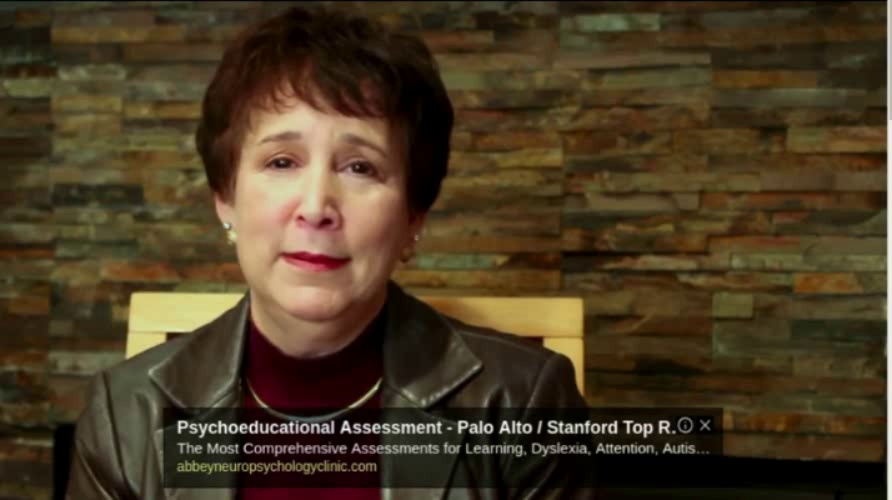 Psychoeducational Assessment - Palo Alto / Stanford Top R.
The Most Comprehensive Assessments for Learning, Dyslexia, Attention, Autis...
abbeyneuropsychologyclinic.com